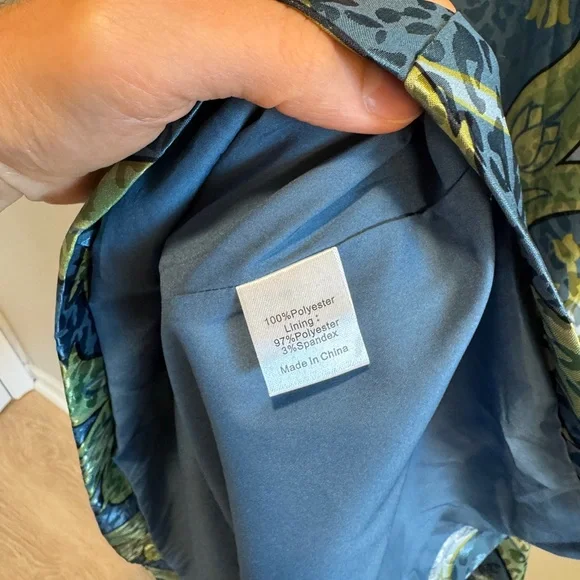 100%Polyester
Lining :
97%Polyester
3%Spandex
Made In China